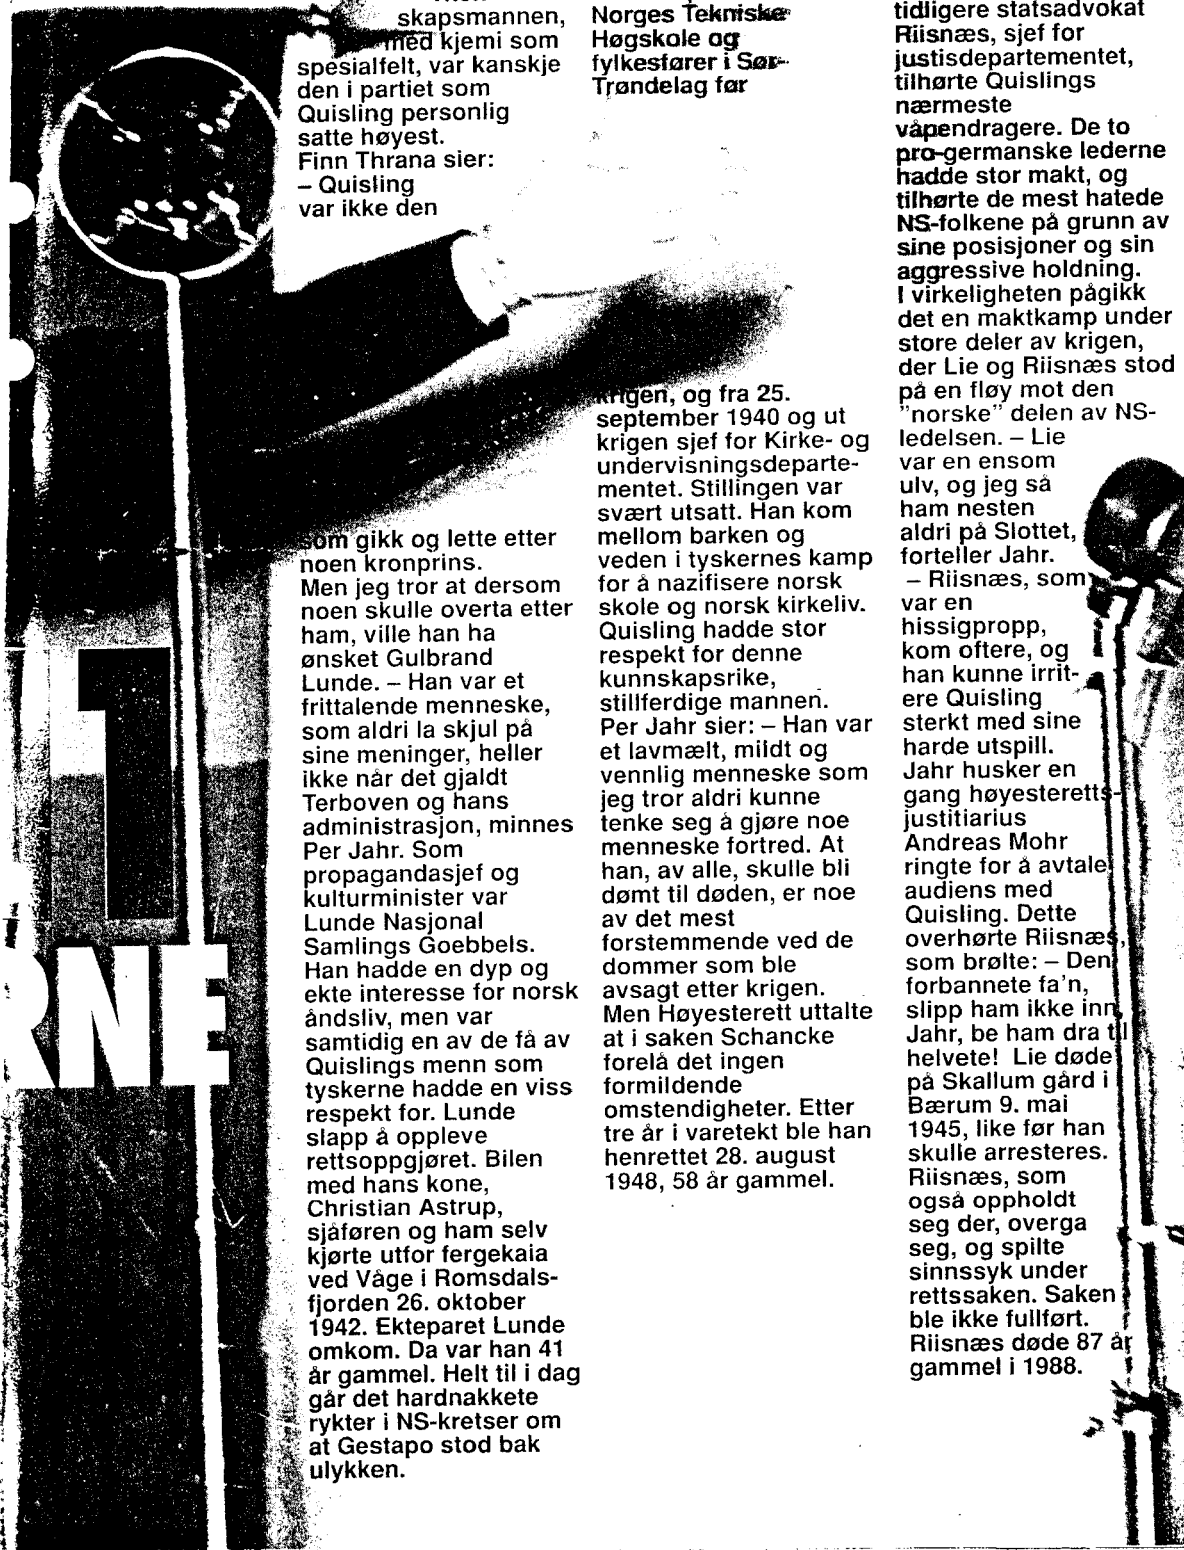 skapsmannen,
med kjemi som
spesialfelt, var kanskje
den i partiet som
Quisling personlig
satte høyest.
Finn Thrana sier:
– Quisling
var ikke den
som gikk og lette etter
noen kronprins.
Men jeg tror at dersom
noen skulle overta etter
ham, ville han ha
ønsket Gulbrand
Lunde. – Han var et
frittalende menneske,
som aldri la skjul på
sine meninger, heller
ikke når det gjaldt
Terboven og hans
administrasjon, minnes
Per Jahr. Som
propagandasjef og
kulturminister var
Lunde Nasjonal
Samlings Goebbels.
Han hadde en dyp og
ekte interesse for norsk
åndsliv, men var
samtidig en av de få av
Quislings menn som
tyskerne hadde en viss
respekt for. Lunde
slapp å oppleve
rettsoppgjøret. Bilen
med hans kone,
Christian Astrup,
sjåføren og ham selv
kjørte utfor fergekaia
ved Våge i Romsdals-
fjorden 26. oktober
1942. Ekteparet Lunde
omkom. Da var han 41
år gammel. Helt til i dag
går det hardnakkete
rykter i NS-kretser om
at Gestapo stod bak
ulykken.
Norges Tekniske
Høgskole og
fylkesfører i Sør-
Trøndelag før
krigen, og fra 25.
september 1940 og ut
krigen sjef for Kirke- og
undervisningsdeparte-
mentet. Stillingen var
svært utsatt. Han kom
mellom barken og
veden i tyskernes kamp
for å nazifisere norsk
skole og norsk kirkeliv.
Quisling hadde stor
respekt for denne
kunnskapsrike,
stillferdige mannen.
Per Jahr sier: – Han var
et lavmælt, mildt og
vennlig menneske som
jeg tror aldri kunne
tenke seg å gjøre noe
menneske fortred. At
han, av alle, skulle bli
dømt til døden, er noe
av det mest
forstemmende ved de
dommer som ble
avsagt etter krigen.
Men Høyesterett uttalte
at i saken Schancke
forelå det ingen
formildende
omstendigheter. Etter
tre år i varetekt ble han
henrettet 28. august
1948, 58 år gammel.
tidligere statsadvokat
Riisnæs, sjef for
justisdepartementet,
tilhørte Quislings
nærmeste
våpendragere. De to
pro-germanske lederne
hadde stor makt, og
tilhørte de mest hatede
NS-folkene på grunn av
sine posisjoner og sin
aggressive holdning.
I virkeligheten pågikk
det en maktkamp under
store deler av krigen,
der Lie og Riisnæs stod
på en fløy mot den
"norske" delen av NS-
ledelsen. – Lie
var en ensom
ulv, og jeg så
ham nesten
aldri på Slottet,
forteller Jahr.
– Riisnæs, som
var en
hissigpropp,
kom oftere, og
han kunne irrit-
ere Quisling
sterkt med sine
harde utspill.
Jahr husker en
gang høyesteretts-
justitiarius
Andreas Mohr
ringte for å avtale
audiens med
Quisling. Dette
overhørte Riisnæs,
som brølte: – Den
forbannete fa'n,
slipp ham ikke inn,
Jahr, be ham dra til
helvete! Lie døde
på Skallum gård i
Bærum 9. mai
1945, like før han
skulle arresteres.
Riisnæs, som
også oppholdt
seg der, overga
seg, og spilte
sinnssyk under
rettssaken. Saken
ble ikke fullført.
Riisnæs døde 87 år
gammel i 1988.
1
RNE